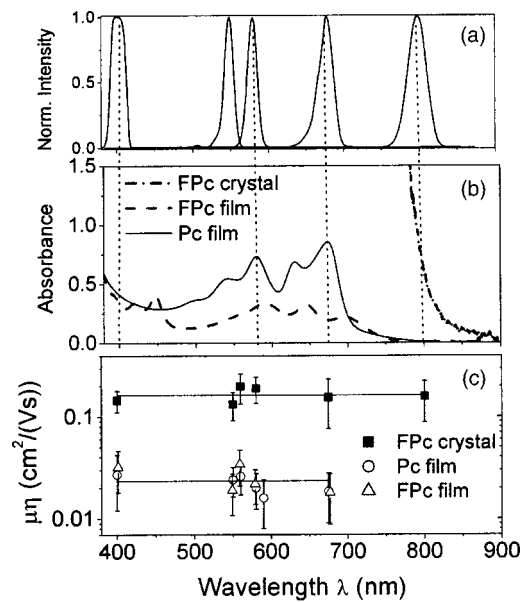 (a)
Norm. Intensity
1.0
0.5
0.0
(b)
Absorbance
1.5
1.0
0.5
0.0
FPc crystal
FPc film
Pc film
(c)
μη (cm²/(Vs))
0.1
0.01
FPc crystal
Pc film
FPc film
400 500 600 700 800 900
Wavelength λ (nm)